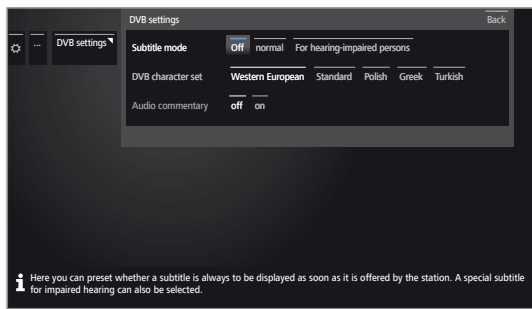 DVB settings Back
... DVB settings
Subtitle mode Off normal For hearing-impaired persons
DVB character set Western European Standard Polish Greek Turkish
Audio commentary off on
Here you can preset whether a subtitle is always to be displayed as soon as it is offered by the station. A special subtitle
for impaired hearing can also be selected.